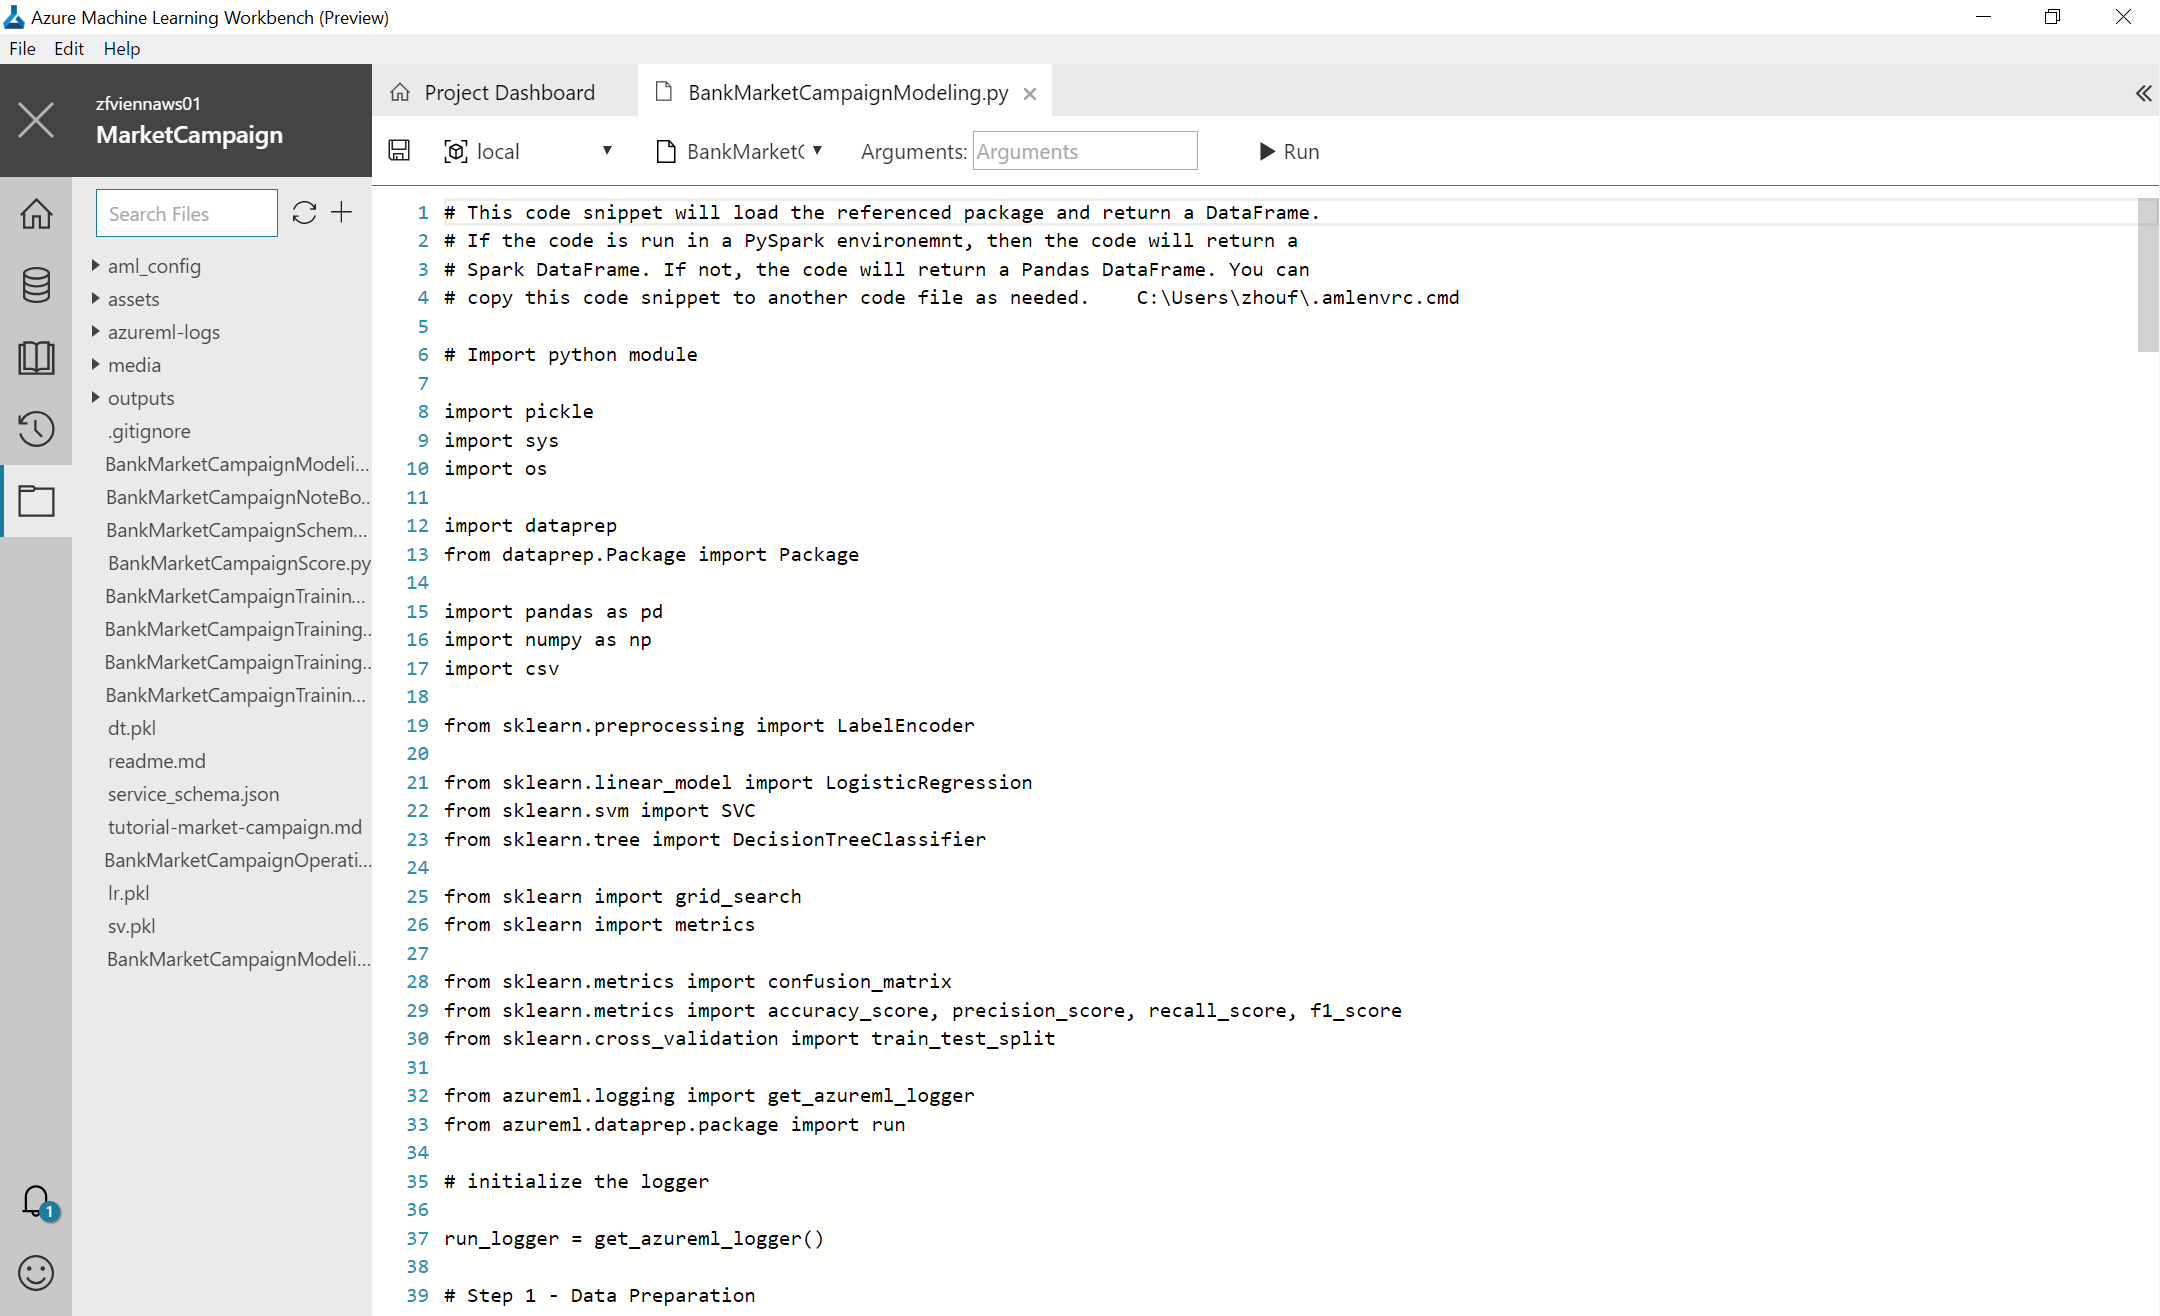 Azure Machine Learning Workbench (Preview)
File Edit Help
zfviennaws01
MarketCampaign
Project Dashboard
BankMarketCampaignModeling.py
local
BankMarketC
Arguments: Arguments
Run
Search Files
aml_config
assets
azureml-logs
media
outputs
.gitignore
BankMarketCampaignModeli...
BankMarketCampaignNoteBo...
BankMarketCampaignSchem...
BankMarketCampaignScore.py
BankMarketCampaignTrainin...
BankMarketCampaignTraining...
BankMarketCampaignTraining...
BankMarketCampaignTrainin...
dt.pkl
readme.md
service_schema.json
tutorial-market-campaign.md
BankMarketCampaignOperati...
lr.pkl
sv.pkl
BankMarketCampaignModeli...
1
1 # This code snippet will load the referenced package and return a DataFrame.
2 # If the code is run in a PySpark environemnt, then the code will return a
3 # Spark DataFrame. If not, the code will return a Pandas DataFrame. You can
4 # copy this code snippet to another code file as needed.    C:\Users\zhouf\.amlenvrc.cmd
5
6 # Import python module
7
8 import pickle
9 import sys
10 import os
11
12 import dataprep
13 from dataprep.Package import Package
14
15 import pandas as pd
16 import numpy as np
17 import csv
18
19 from sklearn.preprocessing import LabelEncoder
20
21 from sklearn.linear_model import LogisticRegression
22 from sklearn.svm import SVC
23 from sklearn.tree import DecisionTreeClassifier
24
25 from sklearn import grid_search
26 from sklearn import metrics
27
28 from sklearn.metrics import confusion_matrix
29 from sklearn.metrics import accuracy_score, precision_score, recall_score, f1_score
30 from sklearn.cross_validation import train_test_split
31
32 from azureml.logging import get_azureml_logger
33 from azureml.dataprep.package import run
34
35 # initialize the logger
36
37 run_logger = get_azureml_logger()
38
39 # Step 1 - Data Preparation